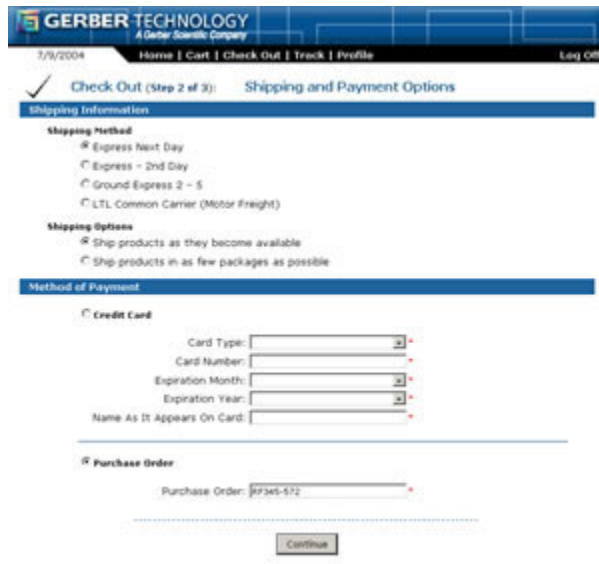 GERBER TECHNOLOGY
A Gerber Scientific Company
7/9/2004 Home | Cart | Check Out | Track | Profile Log Off
Check Out (Step 2 of 3): Shipping and Payment Options
Shipping Information
Shipping Method
Express Next Day
Express - 2nd Day
Ground Express 2 - 5
LTL Common Carrier (Motor Freight)
Shipping Options
Ship products as they become available
Ship products in as few packages as possible
Method of Payment
Credit Card
Card Type: *
Card Number: *
Expiration Month: *
Expiration Year: *
Name As It Appears On Card: *
Purchase Order
Purchase Order: RF345-572 *
Continue